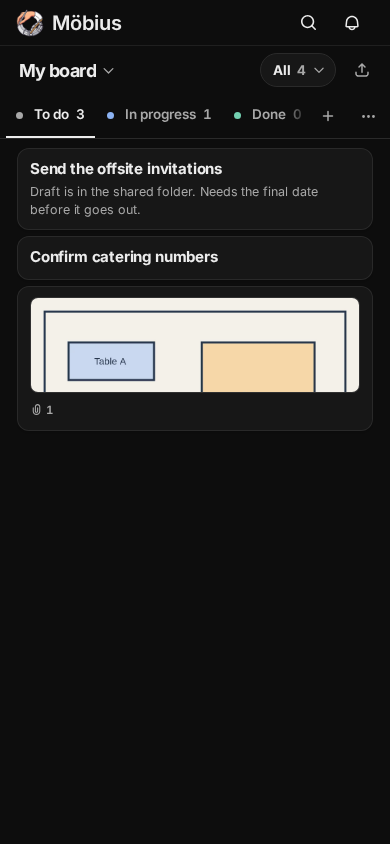 Möbius
My board
All 4
To do 3
In progress 1
Done 0
Send the offsite invitations
Draft is in the shared folder. Needs the final date
before it goes out.
Confirm catering numbers
Table A
1